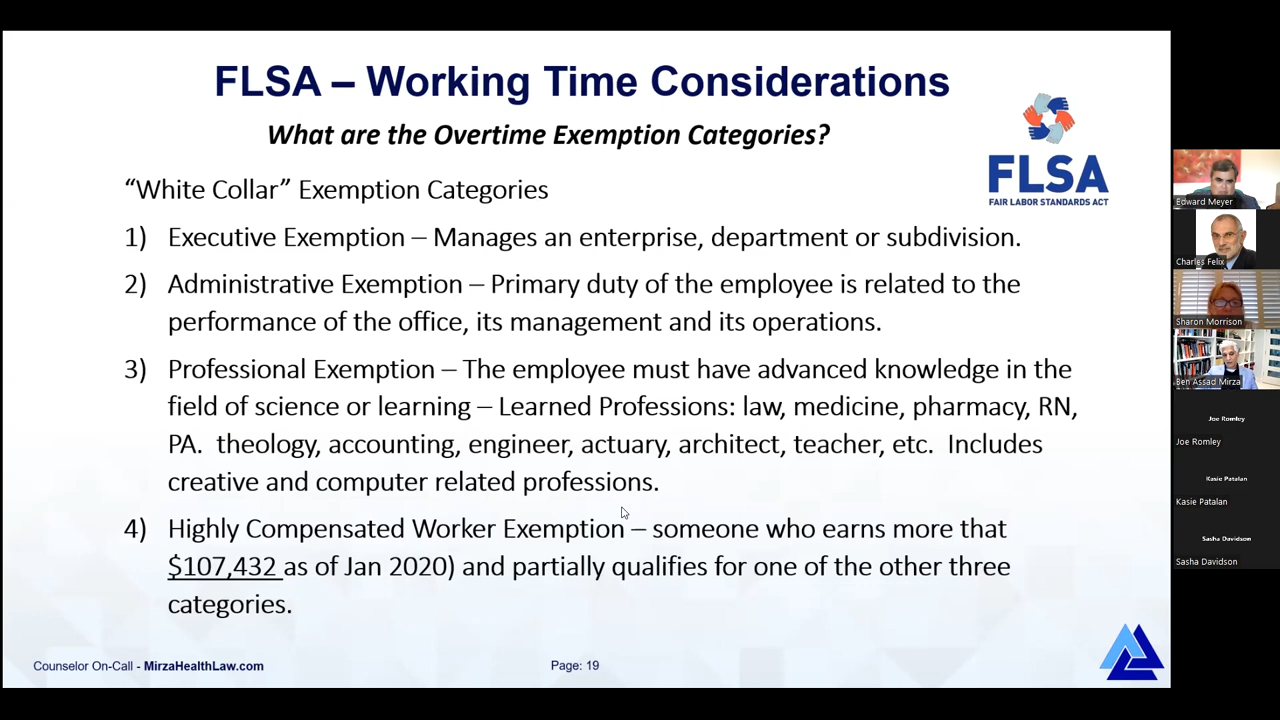 FLSA – Working Time Considerations
What are the Overtime Exemption Categories?
FLSA
FAIR LABOR STANDARDS ACT
“White Collar” Exemption Categories
1) Executive Exemption – Manages an enterprise, department or subdivision.
2) Administrative Exemption – Primary duty of the employee is related to the
performance of the office, its management and its operations.
3) Professional Exemption – The employee must have advanced knowledge in the
field of science or learning – Learned Professions: law, medicine, pharmacy, RN,
PA. theology, accounting, engineer, actuary, architect, teacher, etc. Includes
creative and computer related professions.
4) Highly Compensated Worker Exemption – someone who earns more that
$107,432 as of Jan 2020) and partially qualifies for one of the other three
categories.
Counselor On-Call - MirzaHealthLaw.com
Page: 19
Edward Meyer
Charles Felix
Sharon Morrison
Ben Assad Mirza
Joe Romley
Joe Romley
Kasie Patalan
Kasie Patalan
Sasha Davidson
Sasha Davidson